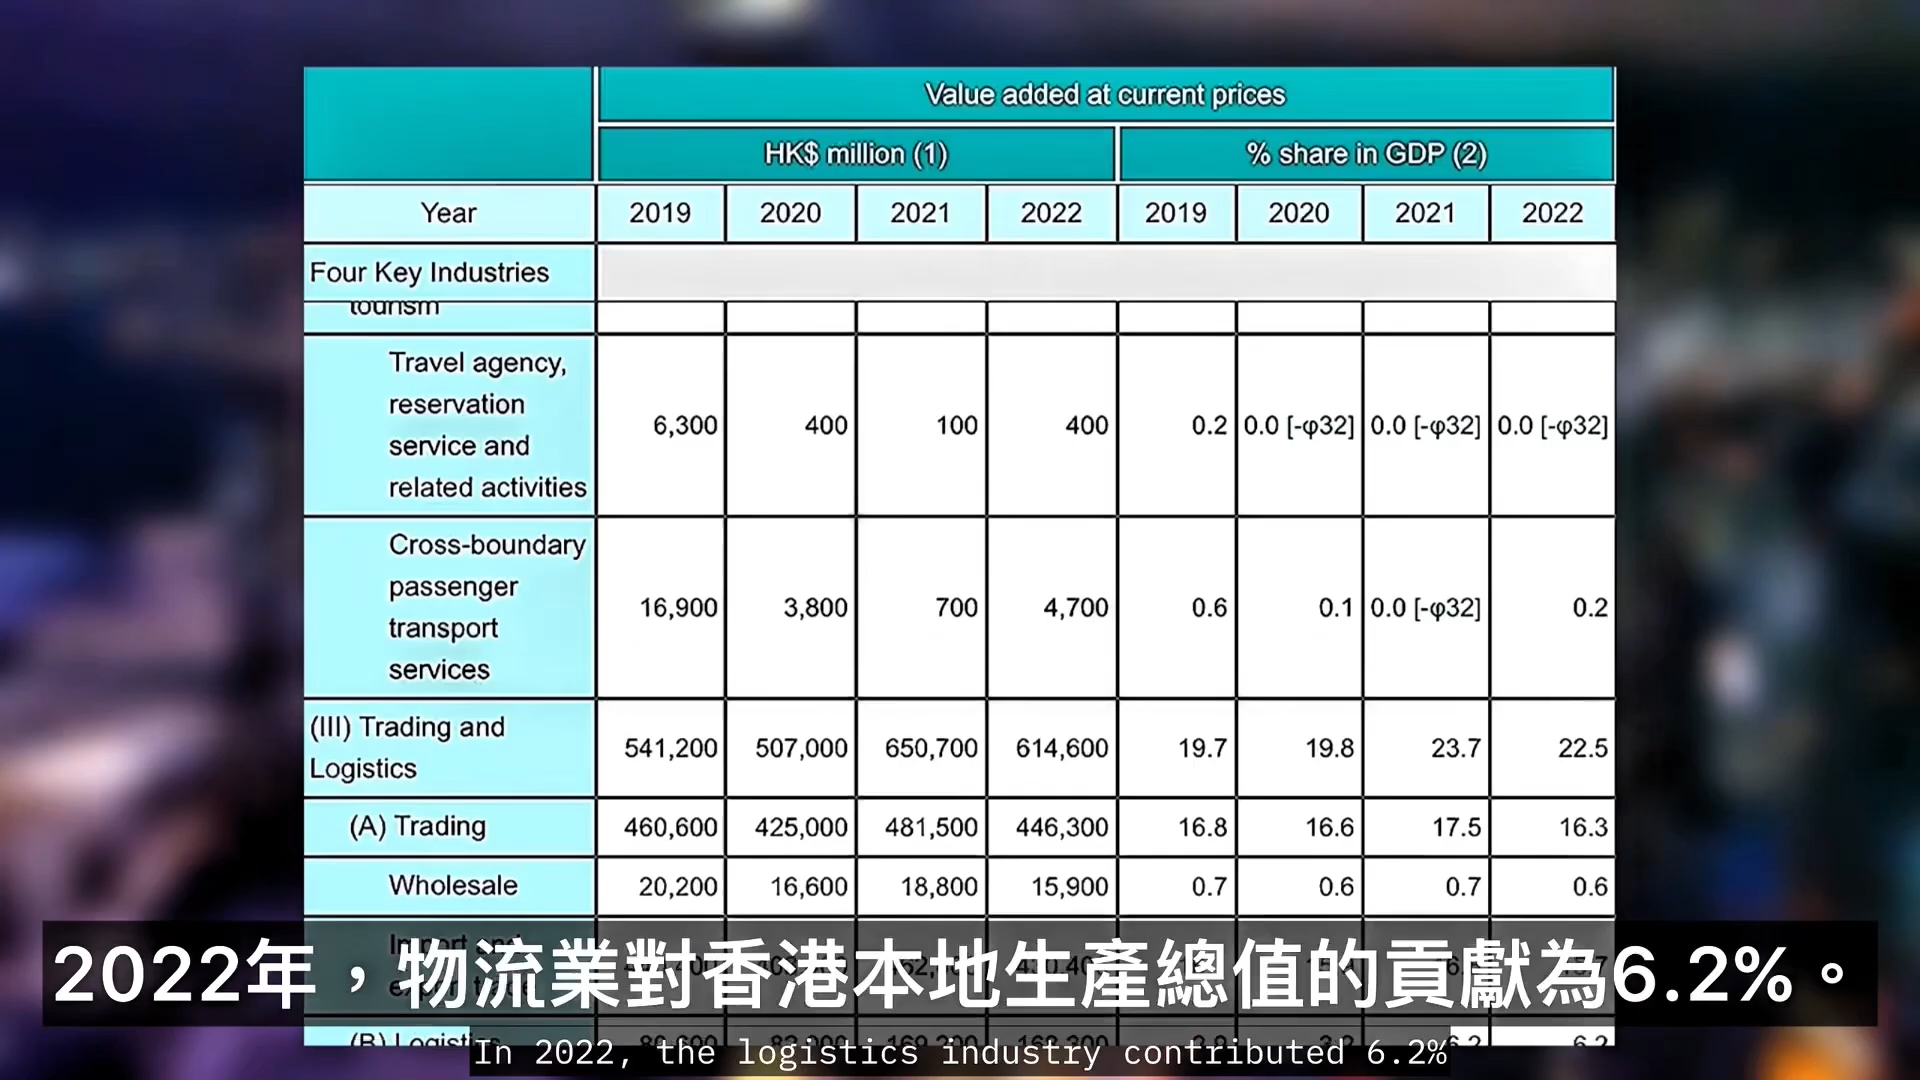 Value added at current prices
HK$ million (1) % share in GDP (2)
Year 2019 2020 2021 2022 2019 2020 2021 2022
Four Key Industries
tourism
Travel agency,
reservation
service and
related activities
6,300 400 100 400 0.2 0.0 [-φ32] 0.0 [-φ32] 0.0 [-φ32]
Cross-boundary
passenger
transport
services
16,900 3,800 700 4,700 0.6 0.1 0.0 [-φ32] 0.2
(III) Trading and
Logistics
541,200 507,000 650,700 614,600 19.7 19.8 23.7 22.5
(A) Trading 460,600 425,000 481,500 446,300 16.8 16.6 17.5 16.3
Wholesale 20,200 16,600 18,800 15,900 0.7 0.6 0.7 0.6
2022年，物流業對香港本地生產總值的貢獻為6.2%。
(B) Logistics 6.2
In 2022, the logistics industry contributed 6.2%